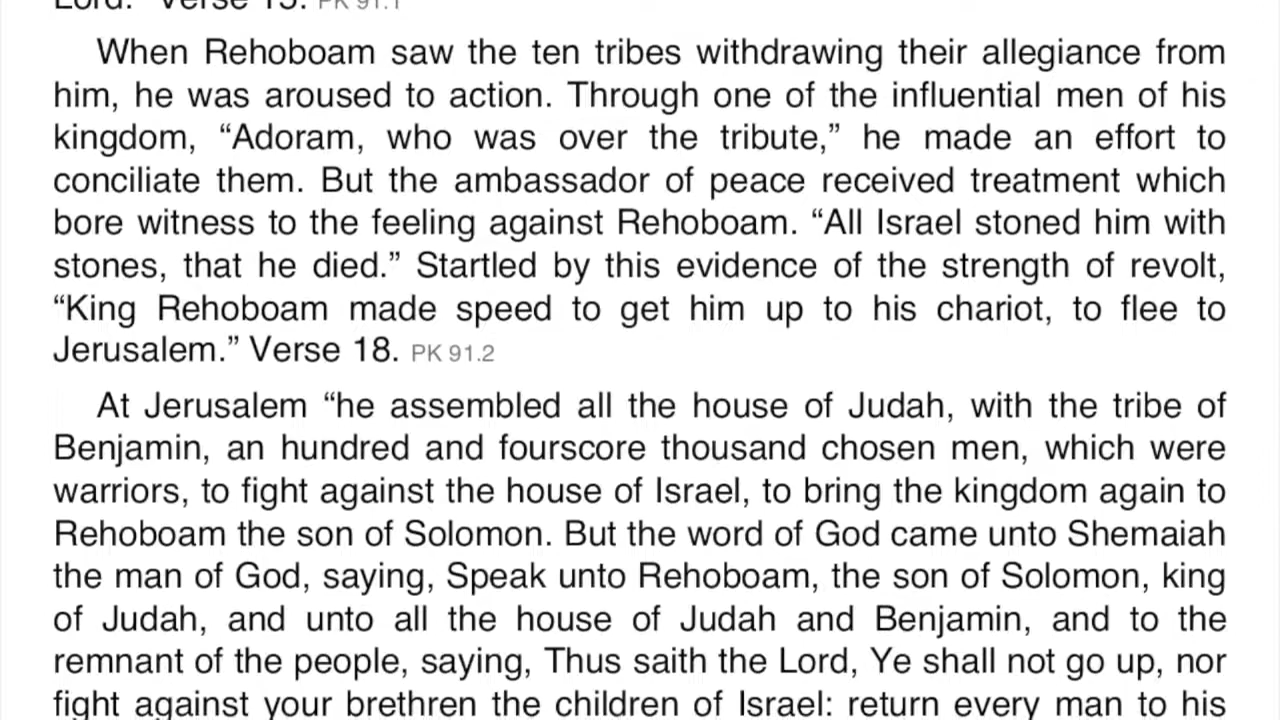 Lord." Verse 15. PK 91.1
When Rehoboam saw the ten tribes withdrawing their allegiance from
him, he was aroused to action. Through one of the influential men of his
kingdom, “Adoram, who was over the tribute,” he made an effort to
conciliate them. But the ambassador of peace received treatment which
bore witness to the feeling against Rehoboam. “All Israel stoned him with
stones, that he died.” Startled by this evidence of the strength of revolt,
“King Rehoboam made speed to get him up to his chariot, to flee to
Jerusalem.” Verse 18. PK 91.2
At Jerusalem “he assembled all the house of Judah, with the tribe of
Benjamin, an hundred and fourscore thousand chosen men, which were
warriors, to fight against the house of Israel, to bring the kingdom again to
Rehoboam the son of Solomon. But the word of God came unto Shemaiah
the man of God, saying, Speak unto Rehoboam, the son of Solomon, king
of Judah, and unto all the house of Judah and Benjamin, and to the
remnant of the people, saying, Thus saith the Lord, Ye shall not go up, nor
fight against your brethren the children of Israel: return every man to his